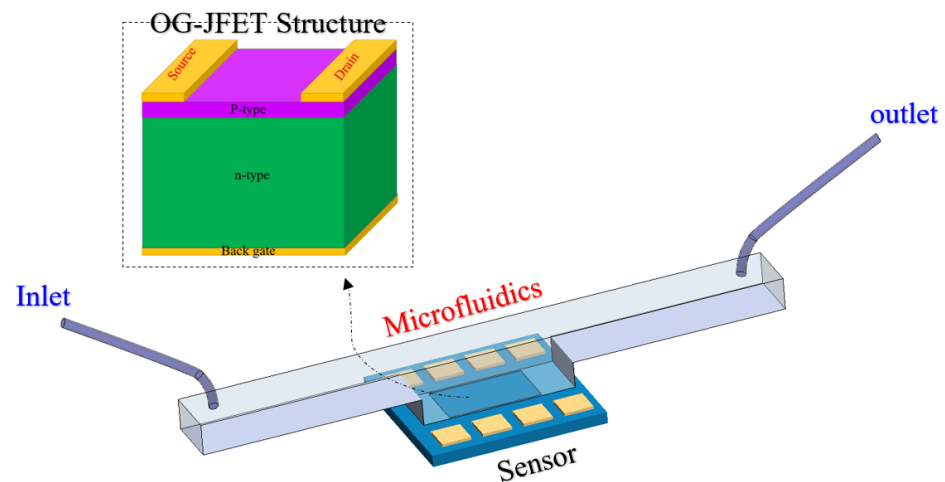 OG-JFET Structure
Source
Drain
P-type
n-type
Back gate
outlet
Inlet
Microfluidics
Sensor